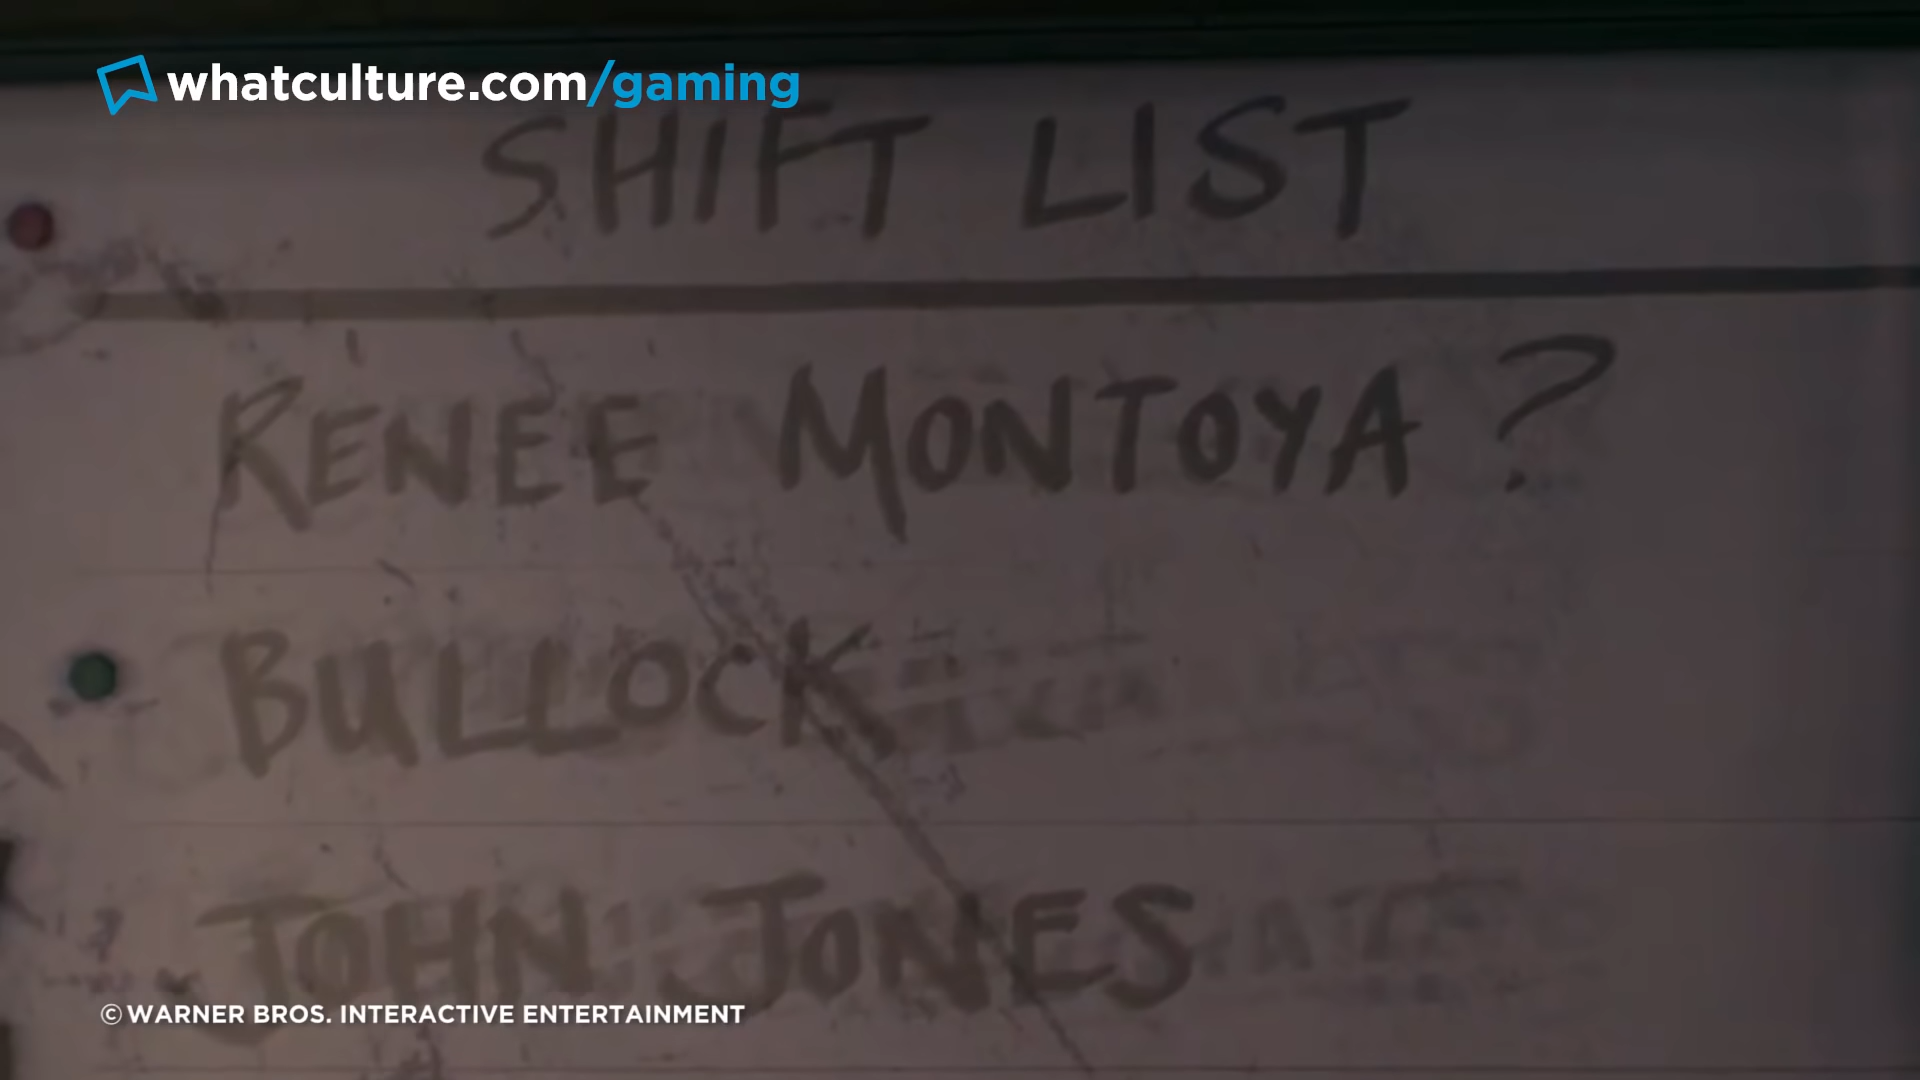 whatculture.com/gaming
SHIFT LIST
RENEE MONTOYA ?
BULLOCK
JOHN JONES
© WARNER BROS. INTERACTIVE ENTERTAINMENT